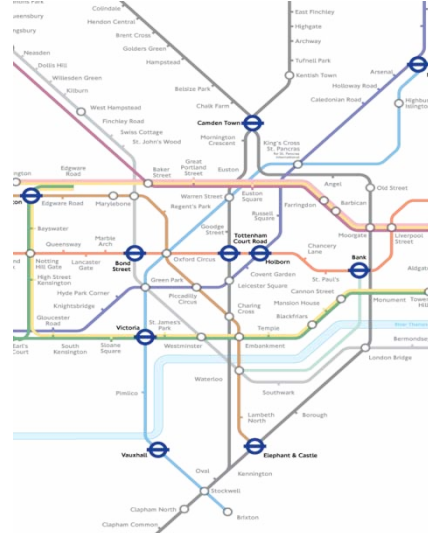 Colindale
Hendon Central
Brent Cross
Golders Green
Hampstead
Belsize Park
Chalk Farm
Camden Town
Mornington
Crescent
East Finchley
Highgate
Archway
Tufnell Park
Kentish Town
Arsenal
Holloway Road
Caledonian Road
King's Cross
St. Pancras
Neasden
Dollis Hill
Willesden Green
Kilburn
West Hampstead
Finchley Road
Swiss Cottage
St. John's Wood
Edgware
Road
Baker
Street
Great
Portland
Street
Euston
Warren Street
Euston
Square
Regent's Park
Edgware Road
Marylebone
Angel
Old Street
Farringdon
Barbican
Moorgate
Liverpool
Street
Russell
Square
Goodge
Street
Tottenham
Court Road
Holborn
Chancery
Lane
St. Paul's
Bank
Bayswater
Queensway
Marble
Arch
Notting
Hill Gate
Lancaster
Gate
Bond
Street
Oxford Circus
Covent Garden
Leicester Square
High Street
Kensington
Hyde Park Corner
Knightsbridge
Gloucester
Road
Green Park
Piccadilly
Circus
Charing
Cross
Cannon Street
Mansion House
Blackfriars
Temple
Monument
Victoria
St. James's
Park
Westminster
Embankment
South
Kensington
Sloane
Square
London Bridge
Waterloo
Southwark
Pimlico
Lambeth
North
Borough
Vauxhall
Elephant & Castle
Oval
Kennington
Stockwell
Clapham North
Clapham Common
Brixton